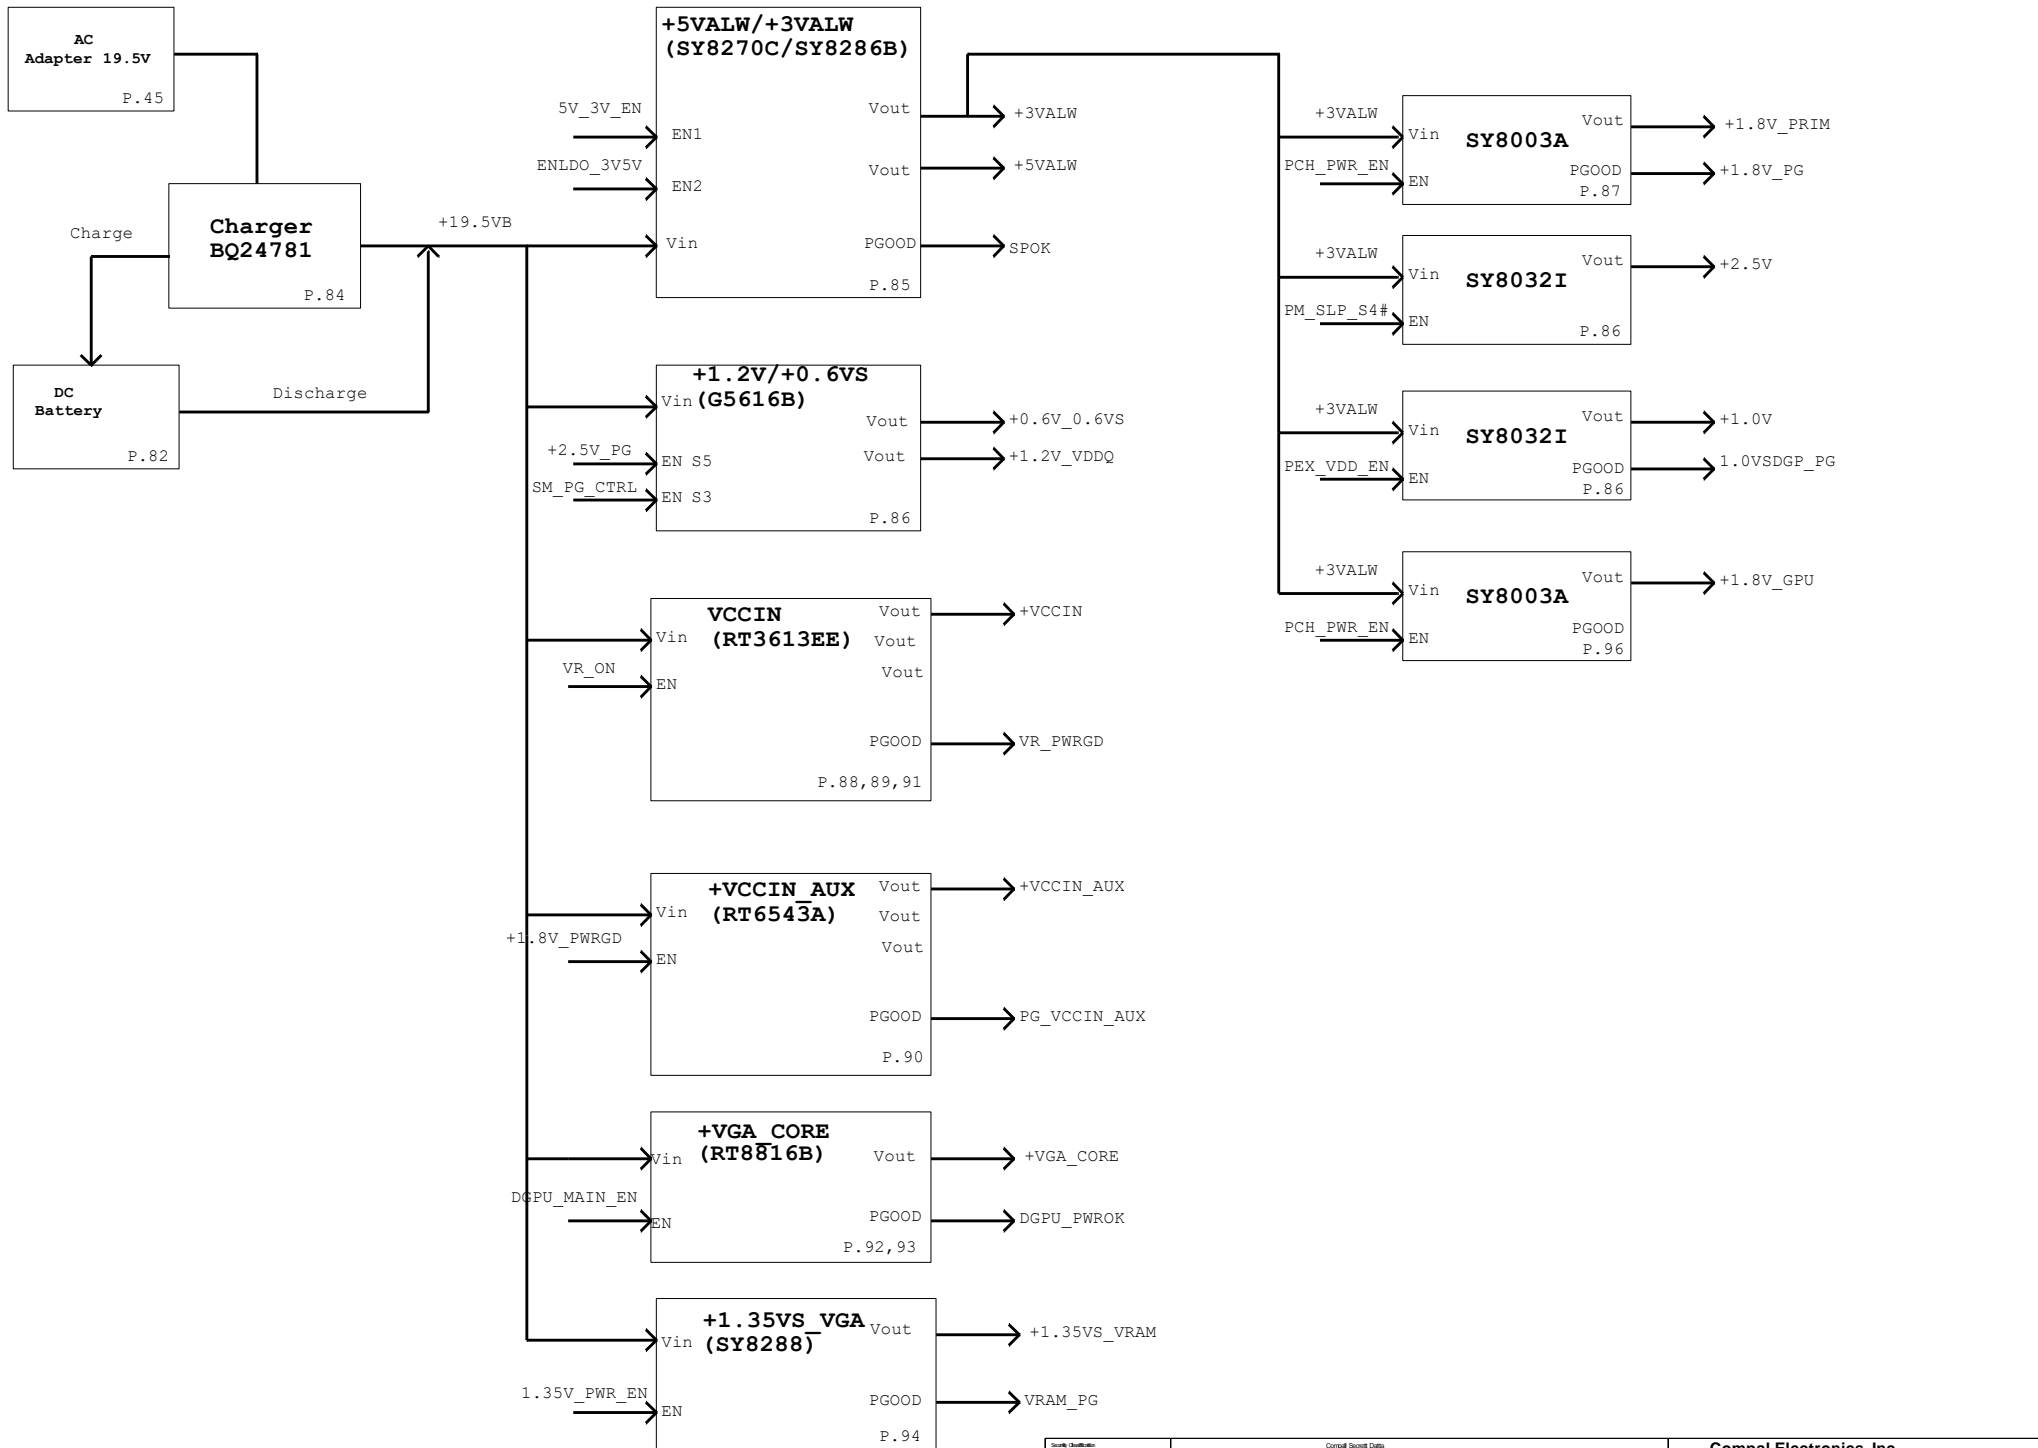 AC
Adapter 19.5V
P.45
Charger
BQ24781
P.84
Charge
DC
Battery
P.82
Discharge
+19.5VB
+5VALW/+3VALW
(SY8270C/SY8286B)
5V_3V_EN
EN1
ENLDO_3V5V
EN2
Vin
Vout
+3VALW
Vout
+5VALW
PGOOD
SPOK
P.85
+1.2V/+0.6VS
Vin (G5616B)
Vout
+0.6V_0.6VS
+2.5V_PG
EN S5
Vout
+1.2V_VDDQ
SM_PG_CTRL
EN S3
P.86
VCCIN
(RT3613EE)
Vin
VR_ON
EN
Vout
+VCCIN
Vout
Vout
PGOOD
VR_PWRGD
P.88,89,91
+VCCIN_AUX
(RT6543A)
Vin
+1.8V_PWRGD
EN
Vout
+VCCIN_AUX
Vout
Vout
PGOOD
PG_VCCIN_AUX
P.90
+VGA_CORE
(RT8816B)
Vin
DGPU_MAIN_EN
EN
Vout
+VGA_CORE
PGOOD
DGPU_PWROK
P.92,93
+1.35VS_VGA
(SY8288)
Vin
1.35V_PWR_EN
EN
Vout
+1.35VS_VRAM
PGOOD
VRAM_PG
P.94
+3VALW
Vin
SY8003A
Vout
+1.8V_PRIM
PCH_PWR_EN
EN
PGOOD
+1.8V_PG
P.87
+3VALW
Vin
SY8032I
Vout
+2.5V
PM_SLP_S4#
EN
P.86
+3VALW
Vin
SY8032I
Vout
+1.0V
PEX_VDD_EN
EN
PGOOD
1.0VSDGP_PG
P.86
+3VALW
Vin
SY8003A
Vout
+1.8V_GPU
PCH_PWR_EN
EN
PGOOD
P.96
Security Classification
Compal Secret Data
Compal Electronics, Inc.